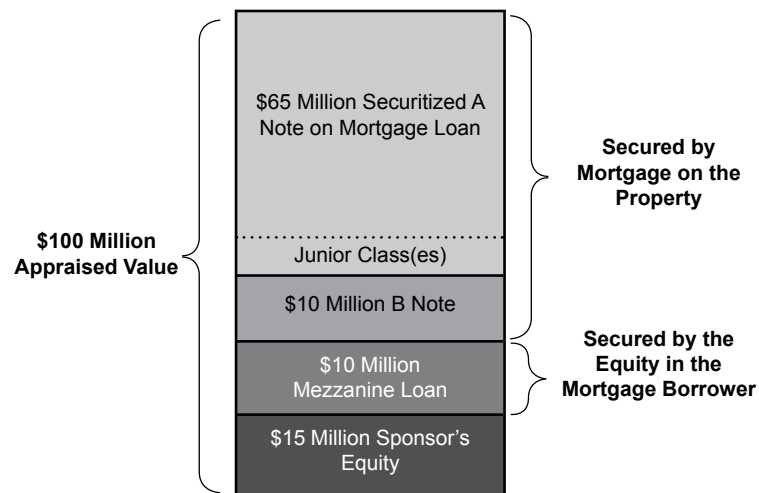 $65 Million Securitized A
Note on Mortgage Loan
Junior Class(es)
$10 Million B Note
$10 Million
Mezzanine Loan
$15 Million Sponsor's
Equity
$100 Million
Appraised Value
Secured by
Mortgage on the
Property
Secured by the
Equity in the
Mortgage Borrower